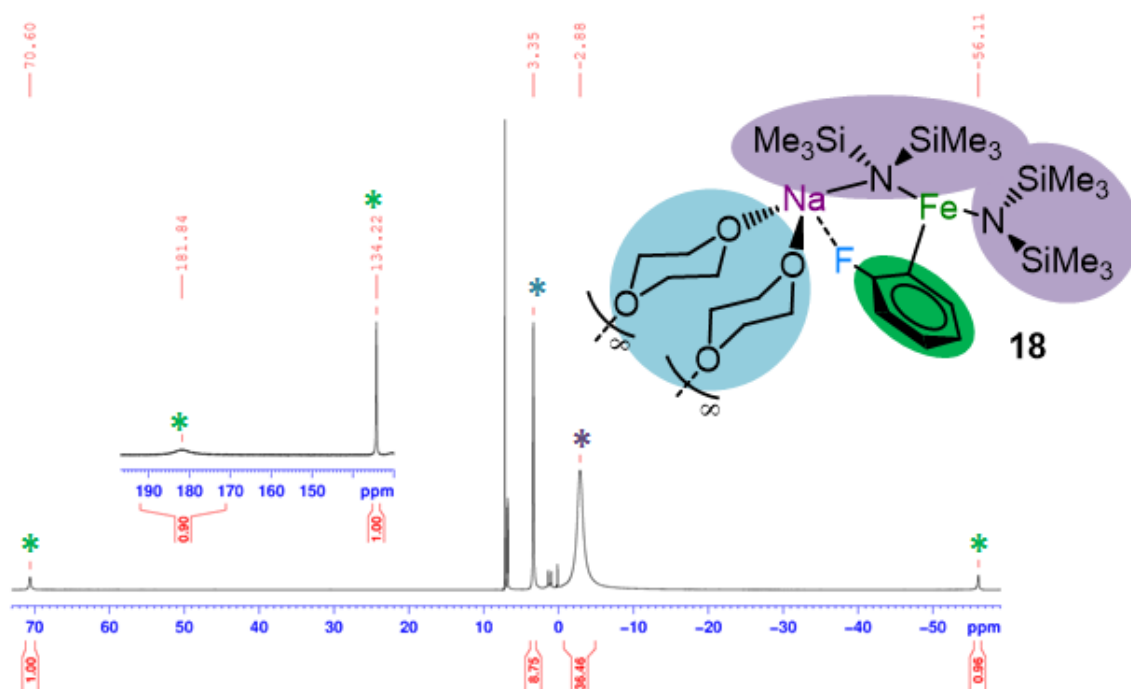 70.60
3.35
-2.88
-56.11
Me3Si
SiMe3
N
SiMe3
Na
Fe
N
O
F
SiMe3
O
O
O
18
∞
∞
181.84
134.22
*
*
*
*
*
*
190 180 170 160 150 ppm
0.90
1.00
70 60 50 40 30 20 10 0 -10 -20 -30 -40 -50 ppm
1.00
8.75
36.46
0.96